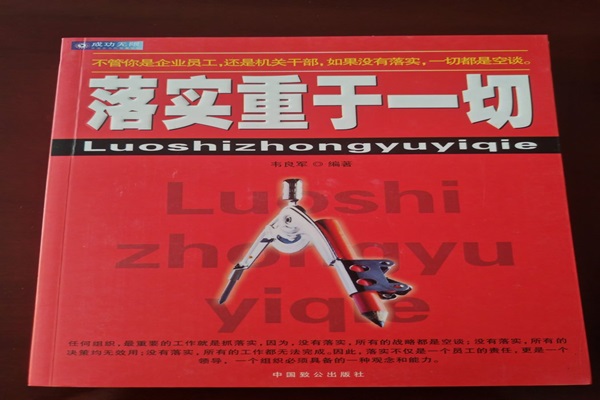 成功无限
不管你是企业员工,还是机关干部,如果没有落实,一切都是空谈。
落实重于一切
Luoshizhongyuyiqie
韦良军 ◎ 编著
Luoshi
zhongyu
yiqie
任何组织,最重要的工作就是抓落实,因为,没有落实,所有的战略都是空谈;没有落实,所有的
决策均无效用;没有落实,所有的工作都无法完成。因此,落实不仅是一个员工的责任,更是一个
领导、一个组织必须具备的一种观念和能力。
中国致公出版社